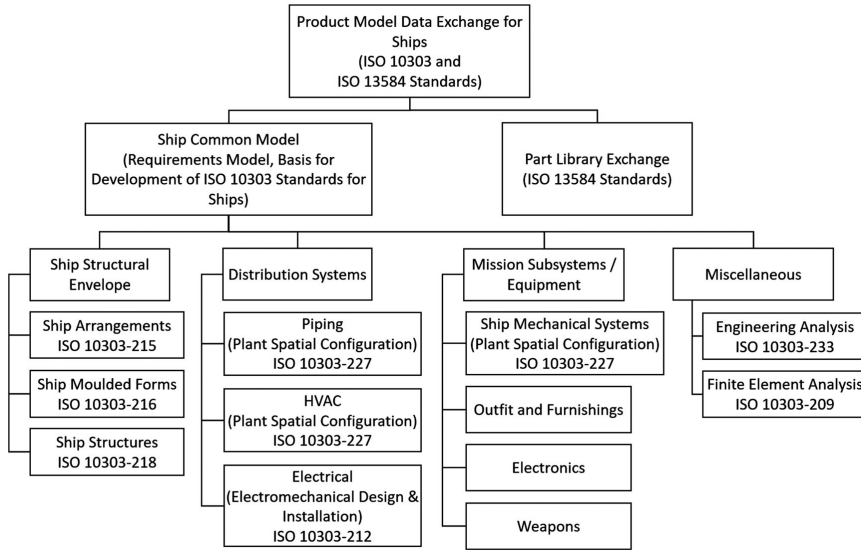 Product Model Data Exchange for
Ships
(ISO 10303 and
ISO 13584 Standards)
Ship Common Model
(Requirements Model, Basis for
Development of ISO 10303 Standards for
Ships)
Part Library Exchange
(ISO 13584 Standards)
Ship Structural
Envelope
Ship Arrangements
ISO 10303-215
Ship Moulded Forms
ISO 10303-216
Ship Structures
ISO 10303-218
Distribution Systems
Piping
(Plant Spatial Configuration)
ISO 10303-227
HVAC
(Plant Spatial Configuration)
ISO 10303-227
Electrical
(Electromechanical Design &
Installation)
ISO 10303-212
Mission Subsystems /
Equipment
Ship Mechanical Systems
(Plant Spatial Configuration)
ISO 10303-227
Outfit and Furnishings
Electronics
Weapons
Miscellaneous
Engineering Analysis
ISO 10303-233
Finite Element Analysis
ISO 10303-209